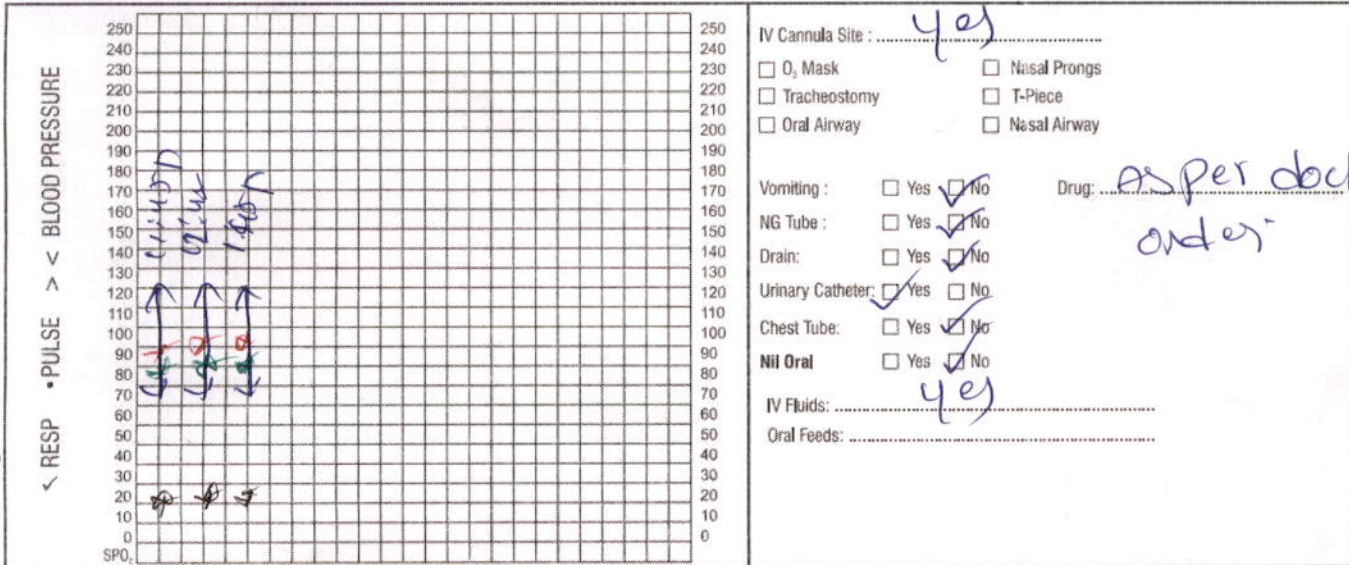 < RESP • PULSE > < BLOOD PRESSURE
250 250
240 240
230 230
220 220
210 210
200 200
190 190
180 180
170 170
160 160
150 150
140 140
130 130
120 120
110 110
100 100
90 90
80 80
70 70
60 60
50 50
40 40
30 30
20 20
10 10
0 0
SPO₂
IV Cannula Site : yes
O₂ Mask Nasal Prongs
Tracheostomy T-Piece
Oral Airway Nasal Airway
Vomiting : Yes No Drug: As per doct
NG Tube : Yes No order
Drain: Yes No
Urinary Catheter: Yes No
Chest Tube: Yes No
Nil Oral Yes No
IV Fluids: yes
Oral Feeds: